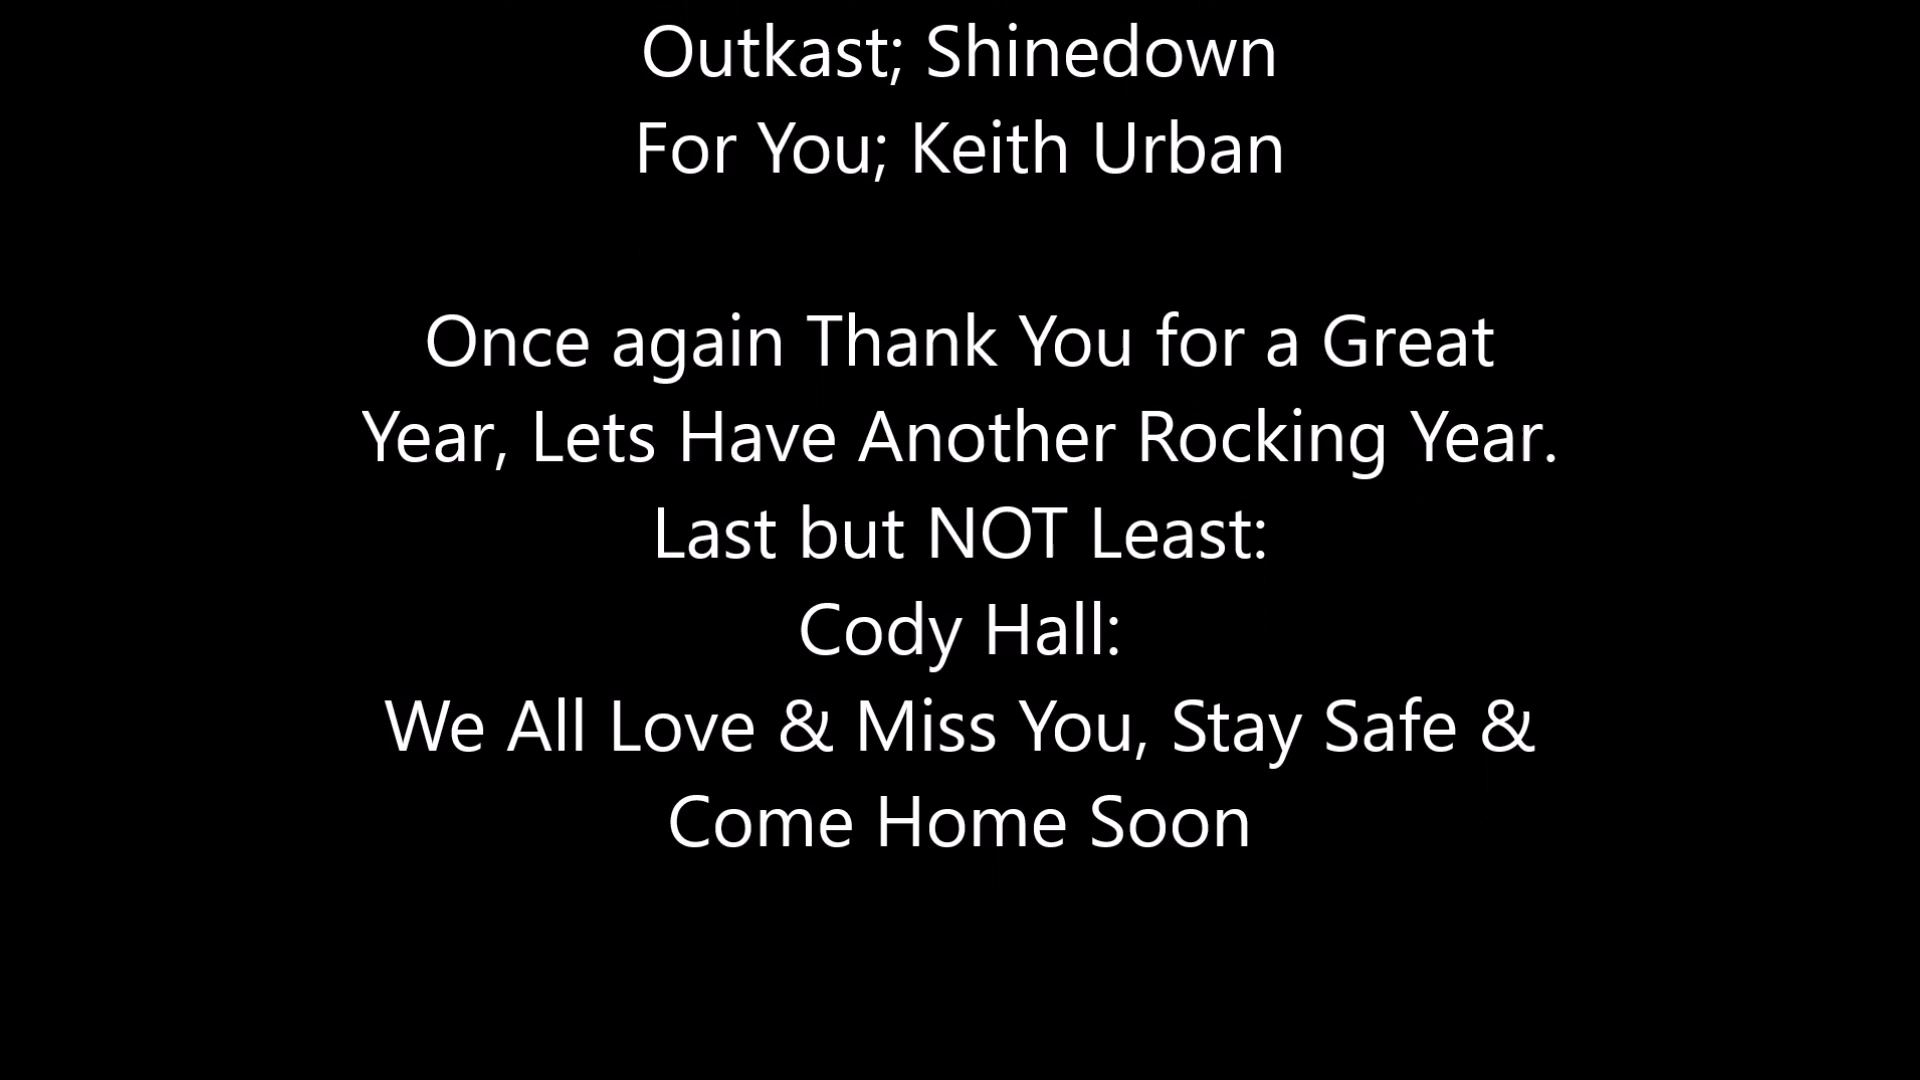 Outkast; Shinedown
For You; Keith Urban
Once again Thank You for a Great
Year, Lets Have Another Rocking Year.
Last but NOT Least:
Cody Hall:
We All Love & Miss You, Stay Safe &
Come Home Soon